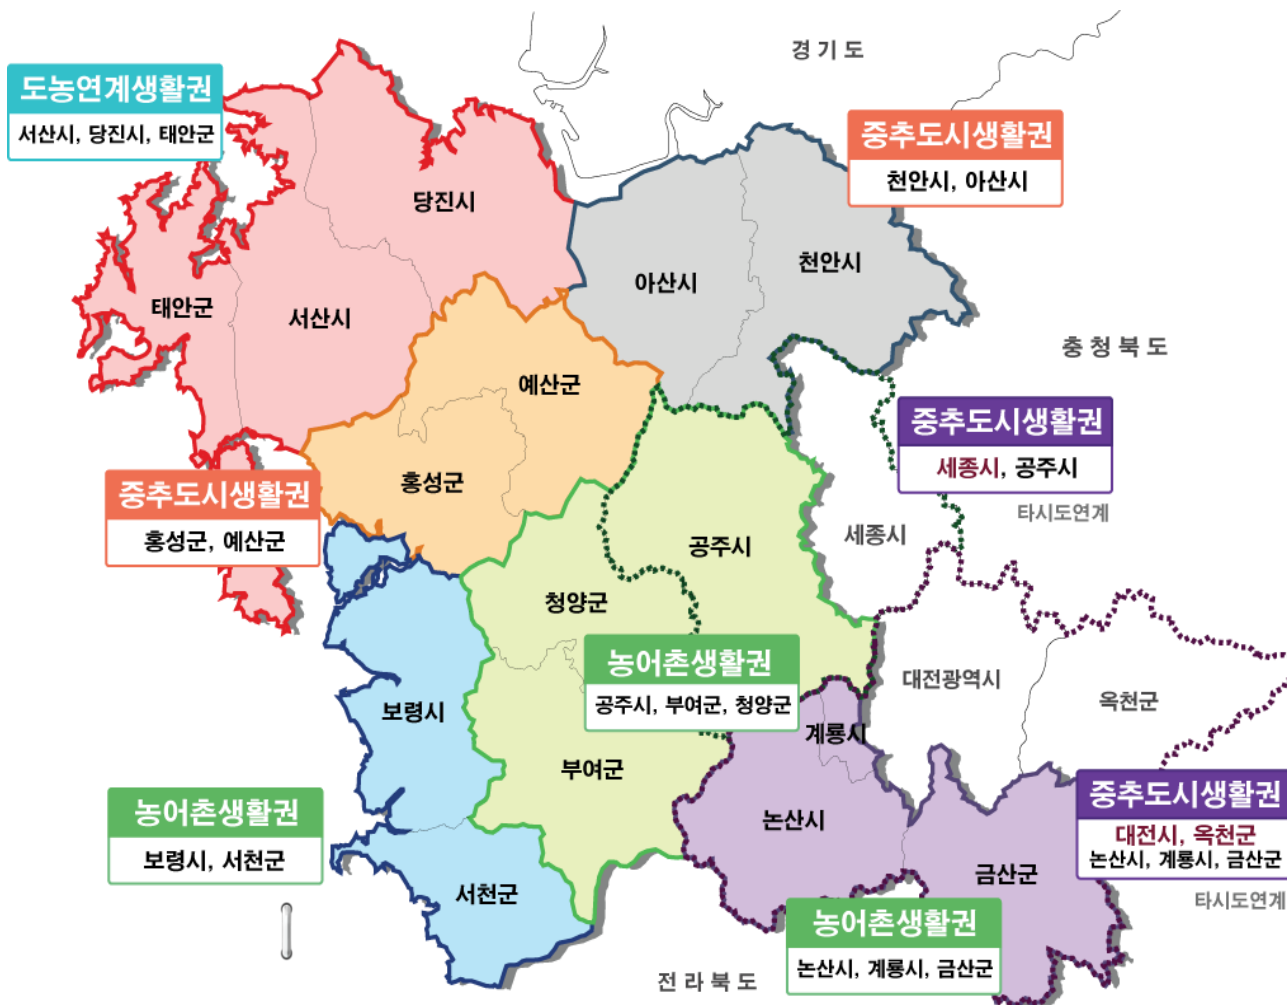 경기도
도농연계생활권
서산시, 당진시, 태안군
중추도시생활권
천안시, 아산시
당진시
아산시
천안시
태안군
서산시
충청북도
예산군
중추도시생활권
세종시, 공주시
타시도연계
홍성군
중추도시생활권
홍성군, 예산군
세종시
공주시
청양군
농어촌생활권
공주시, 부여군, 청양군
대전광역시
옥천군
보령시
계룡시
부여군
중추도시생활권
대전시, 옥천군
논산시, 계룡시, 금산군
타시도연계
농어촌생활권
보령시, 서천군
논산시
금산군
서천군
농어촌생활권
논산시, 계룡시, 금산군
전라북도